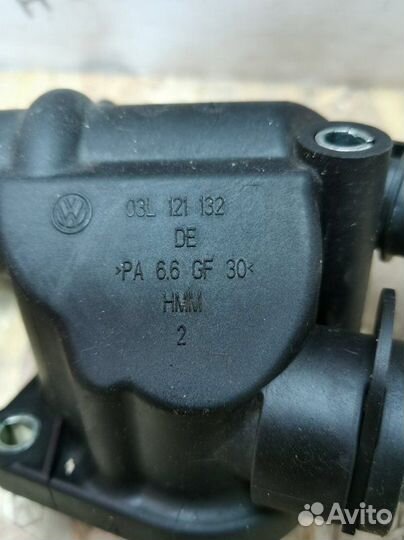 03L 121 132
DE
>PA 6.6 GF 30<
HMM
2
Avito